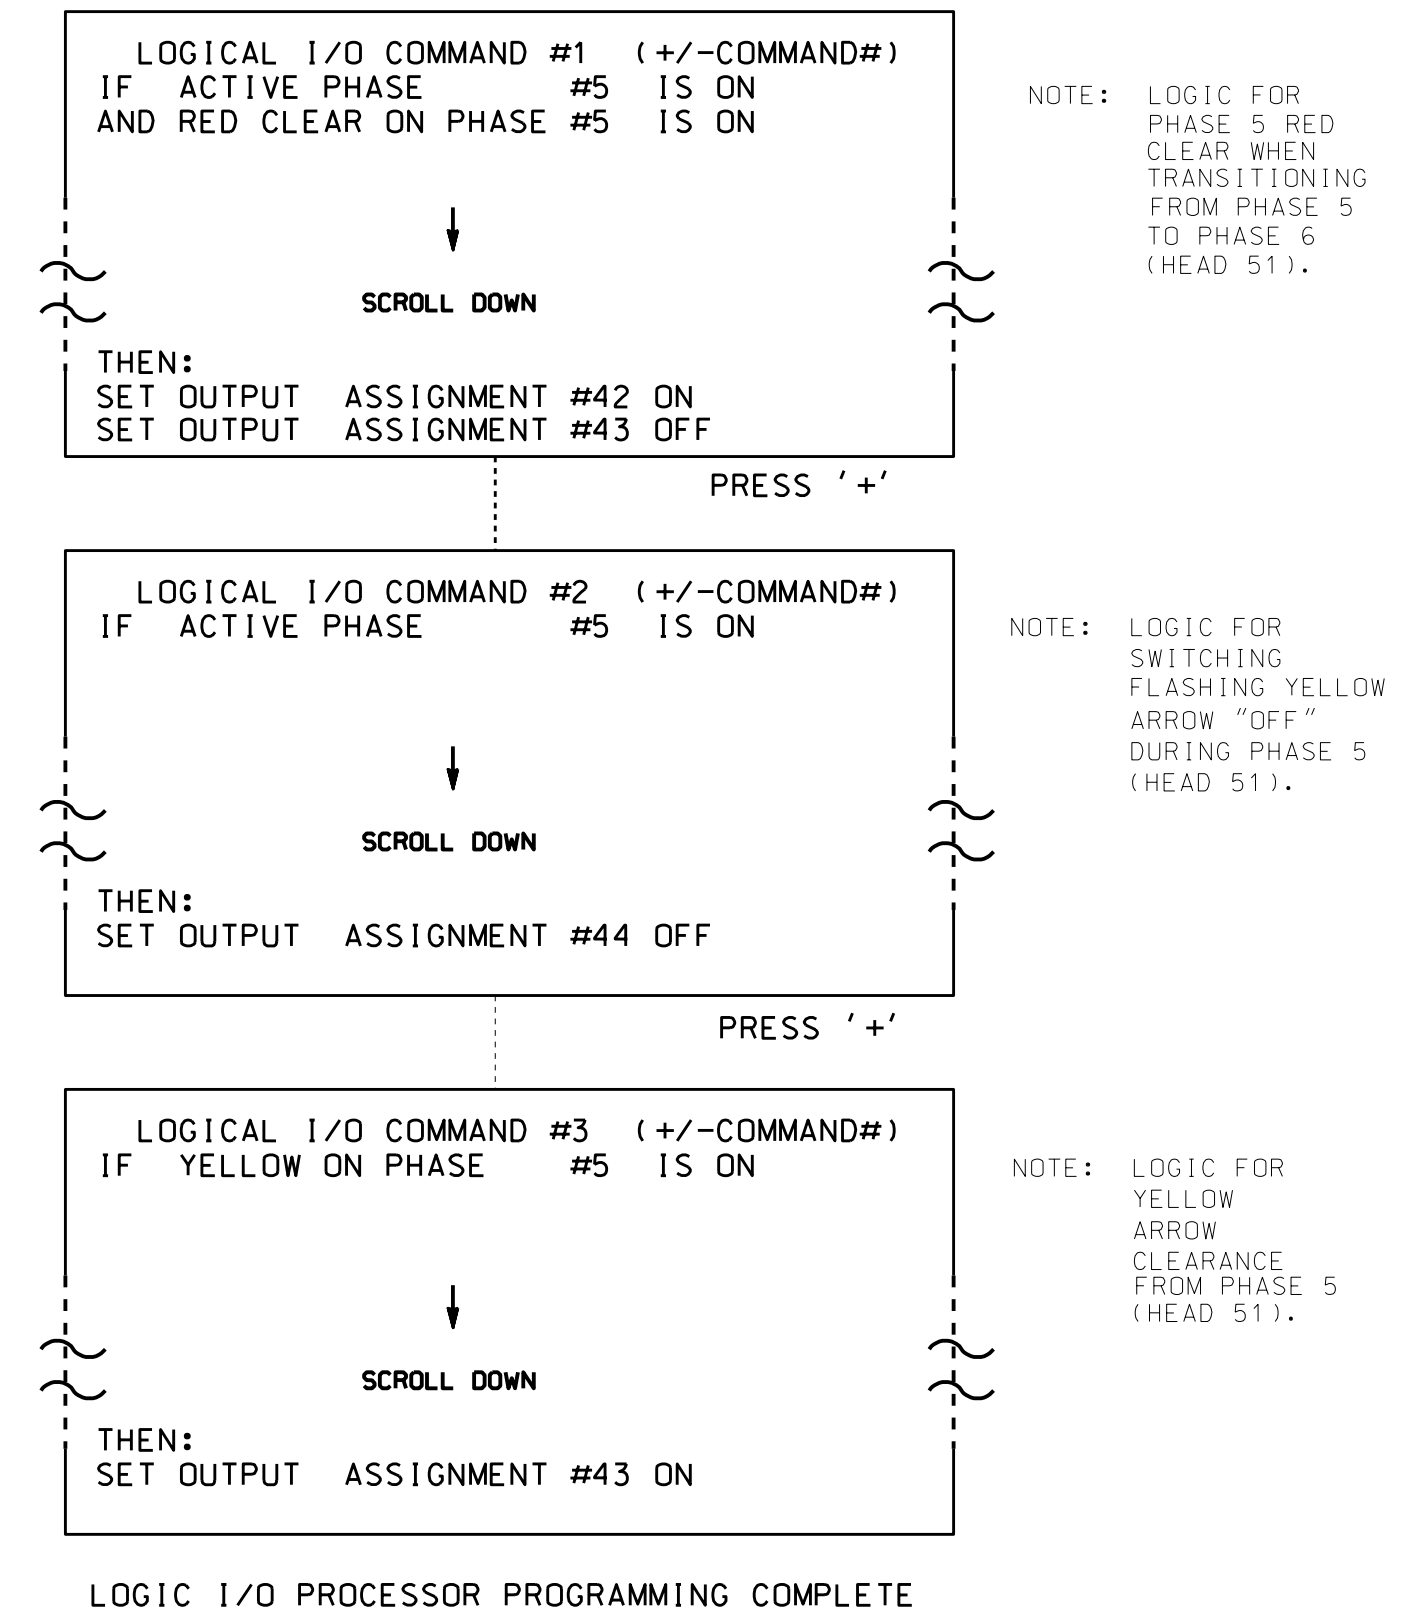 LOGICAL I/O COMMAND #1 (+/-COMMAND#)
IF ACTIVE PHASE #5 IS ON
AND RED CLEAR ON PHASE #5 IS ON
SCROLL DOWN
THEN:
SET OUTPUT ASSIGNMENT #42 ON
SET OUTPUT ASSIGNMENT #43 OFF
NOTE: LOGIC FOR
PHASE 5 RED
CLEAR WHEN
TRANSITIONING
FROM PHASE 5
TO PHASE 6
(HEAD 51).
PRESS '+'
LOGICAL I/O COMMAND #2 (+/-COMMAND#)
IF ACTIVE PHASE #5 IS ON
SCROLL DOWN
THEN:
SET OUTPUT ASSIGNMENT #44 OFF
NOTE: LOGIC FOR
SWITCHING
FLASHING YELLOW
ARROW "OFF"
DURING PHASE 5
(HEAD 51).
PRESS '+'
LOGICAL I/O COMMAND #3 (+/-COMMAND#)
IF YELLOW ON PHASE #5 IS ON
SCROLL DOWN
THEN:
SET OUTPUT ASSIGNMENT #43 ON
NOTE: LOGIC FOR
YELLOW
ARROW
CLEARANCE
FROM PHASE 5
(HEAD 51).
LOGIC I/O PROCESSOR PROGRAMMING COMPLETE